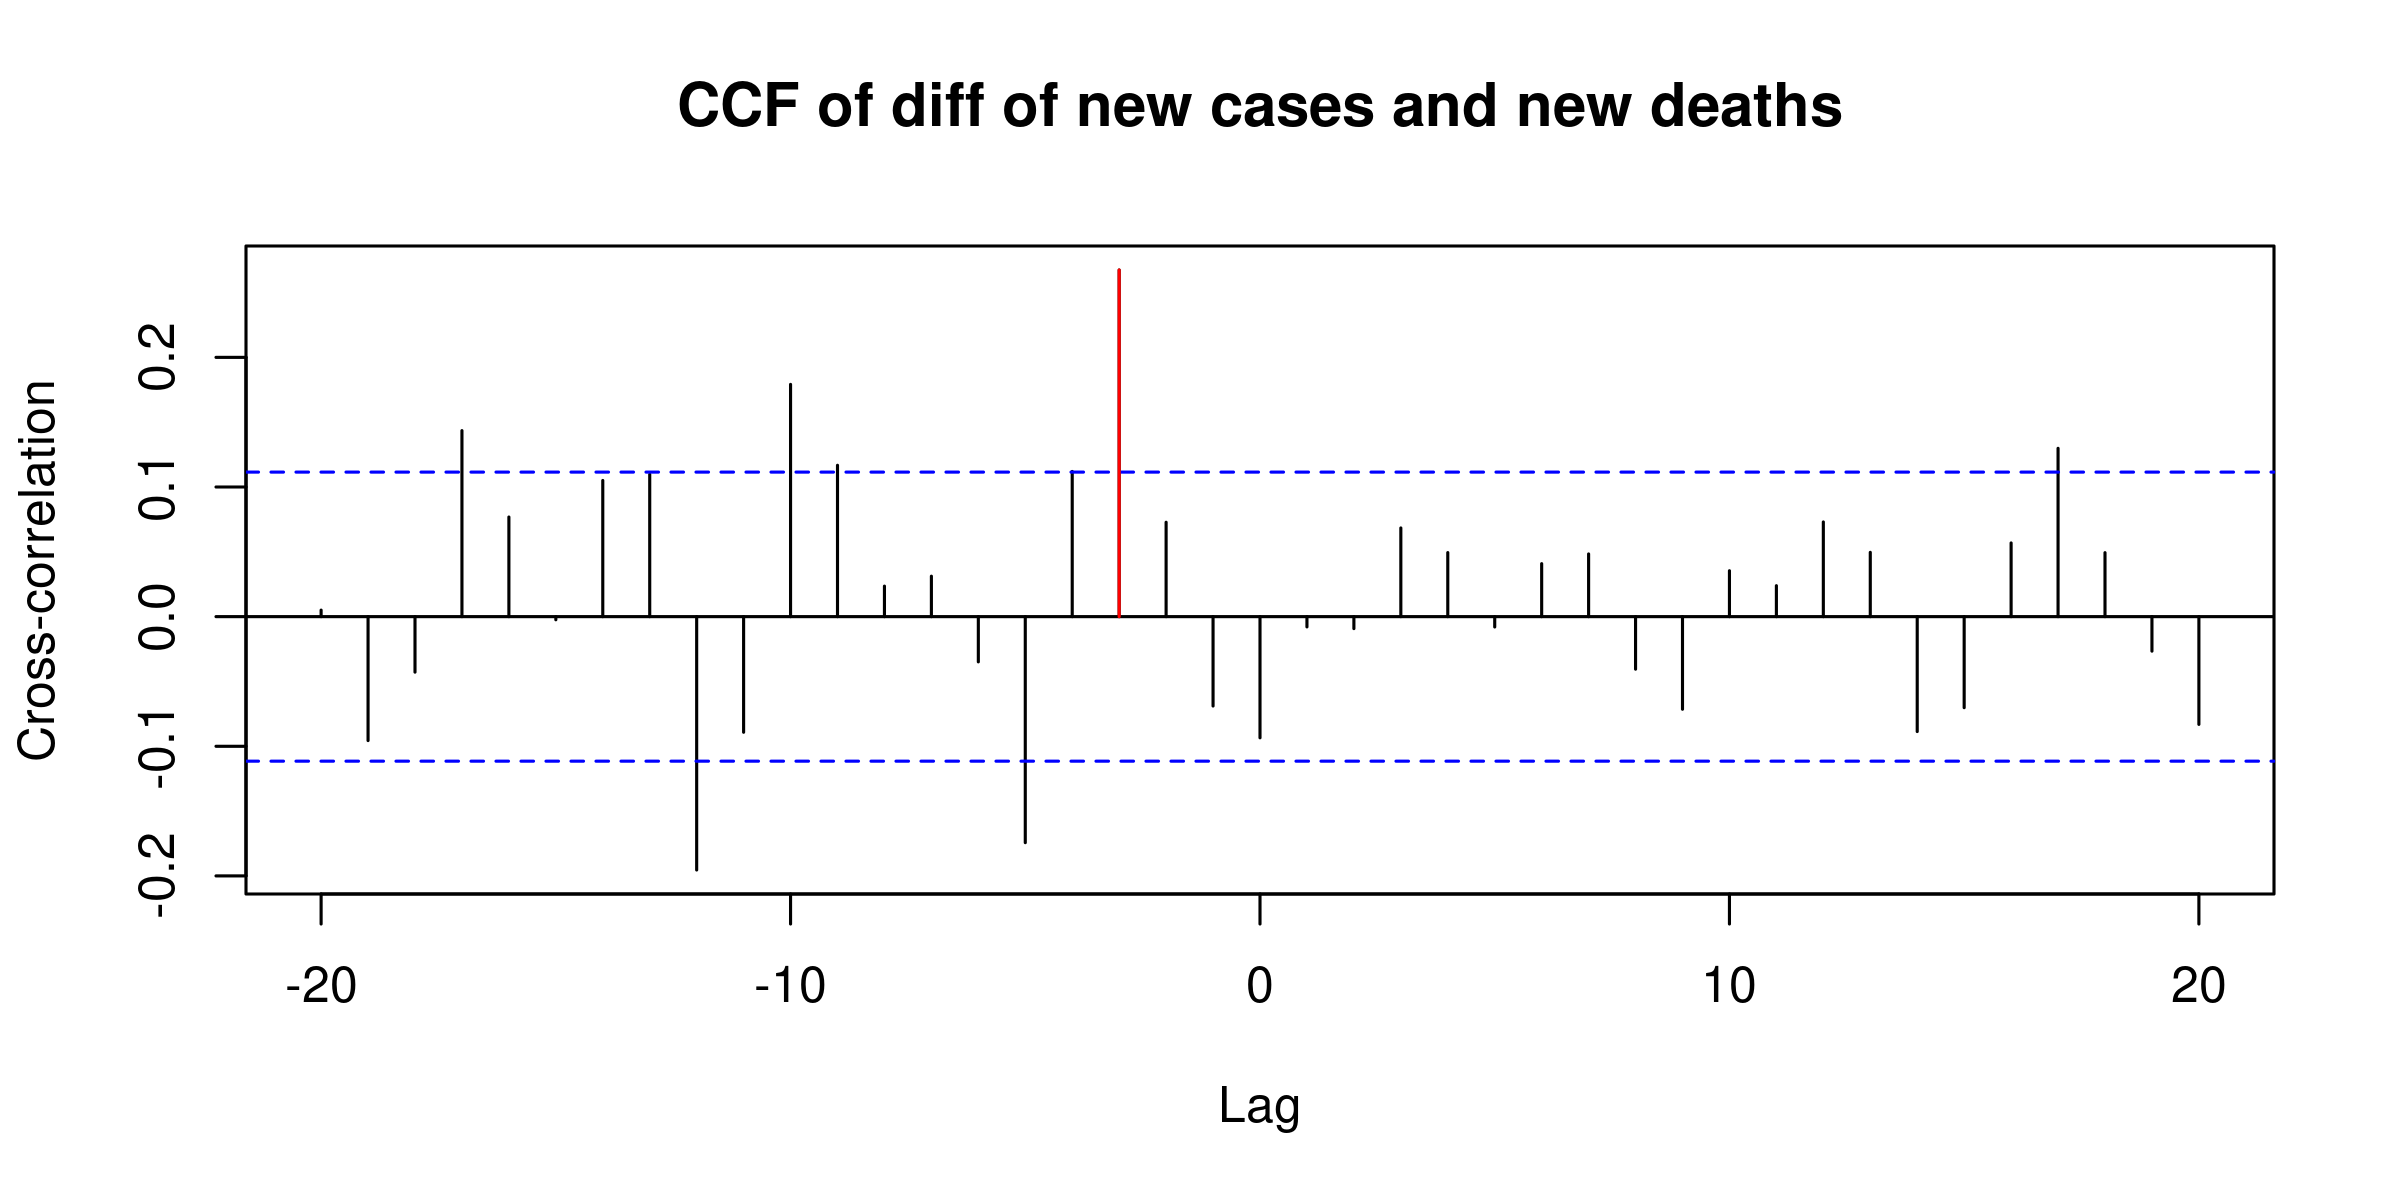 CCF of diff of new cases and new deaths
Cross-correlation
0.2
0.1
0.0
-0.1
-0.2
-20 -10 0 10 20
Lag